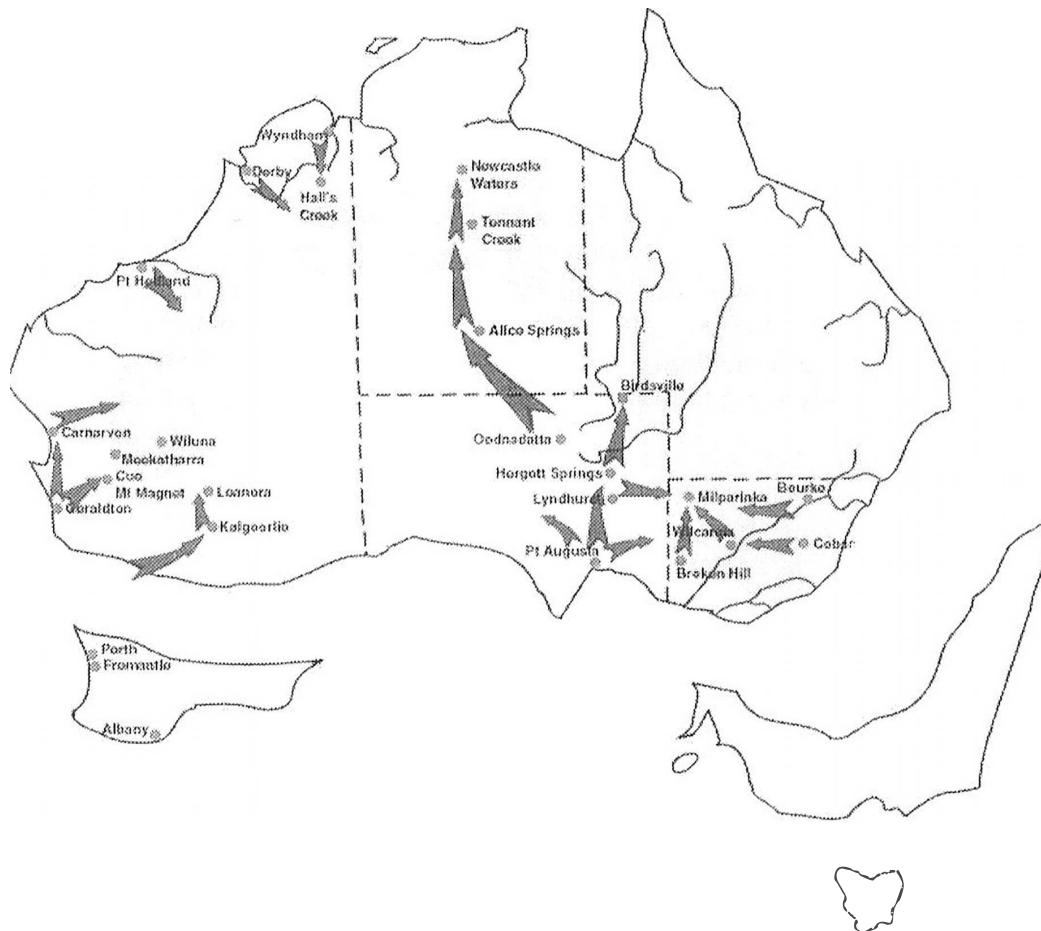 Wyndham
Derby
Hall's
Creek
Newcastle
Waters
Tennant
Creek
Pt Hedland
Alice Springs
Birdsville
Carnarvon
Wiluna
Meekatharra
Cue
Mt Magnet
Geraldton
Leonora
Kalgoorlie
Oodnadatta
Hergott Springs
Lyndhurst
Pt Augusta
Milparinka
Bourke
Wilcannia
Cobar
Broken Hill
Perth
Fremantle
Albany